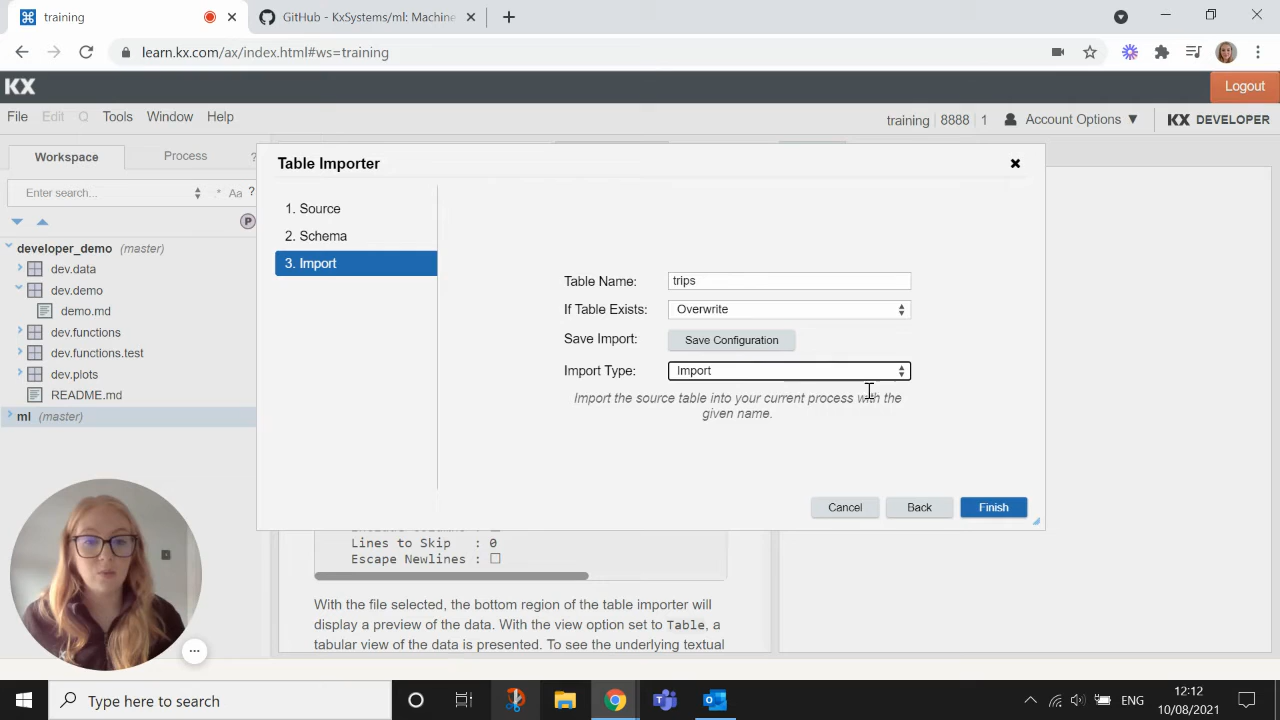 training
GitHub - KxSystems/ml: Machine
learn.kx.com/ax/index.html#ws=training
KX
Logout
File Edit Q Tools Window Help
training 8888 1 Account Options ▼ KX DEVELOPER
Workspace Process ?
Enter search... .* Aa ?
P
developer_demo (master)
dev.data
dev.demo
demo.md
dev.functions
dev.functions.test
dev.plots
README.md
ml (master)
Table Importer
1. Source
2. Schema
3. Import
Table Name: trips
If Table Exists: Overwrite
Save Import: Save Configuration
Import Type: Import
Import the source table into your current process with the
given name.
Cancel Back Finish
Lines to Skip : 0
Escape Newlines : ☐
With the file selected, the bottom region of the table importer will
display a preview of the data. With the view option set to Table, a
tabular view of the data is presented. To see the underlying textual
Type here to search
ENG
12:12
10/08/2021